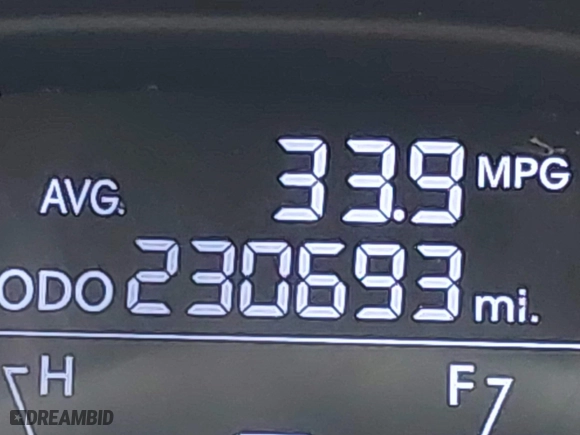 AVG. 33.9 MPG
ODO 230693 mi.
H F
DREAMBID